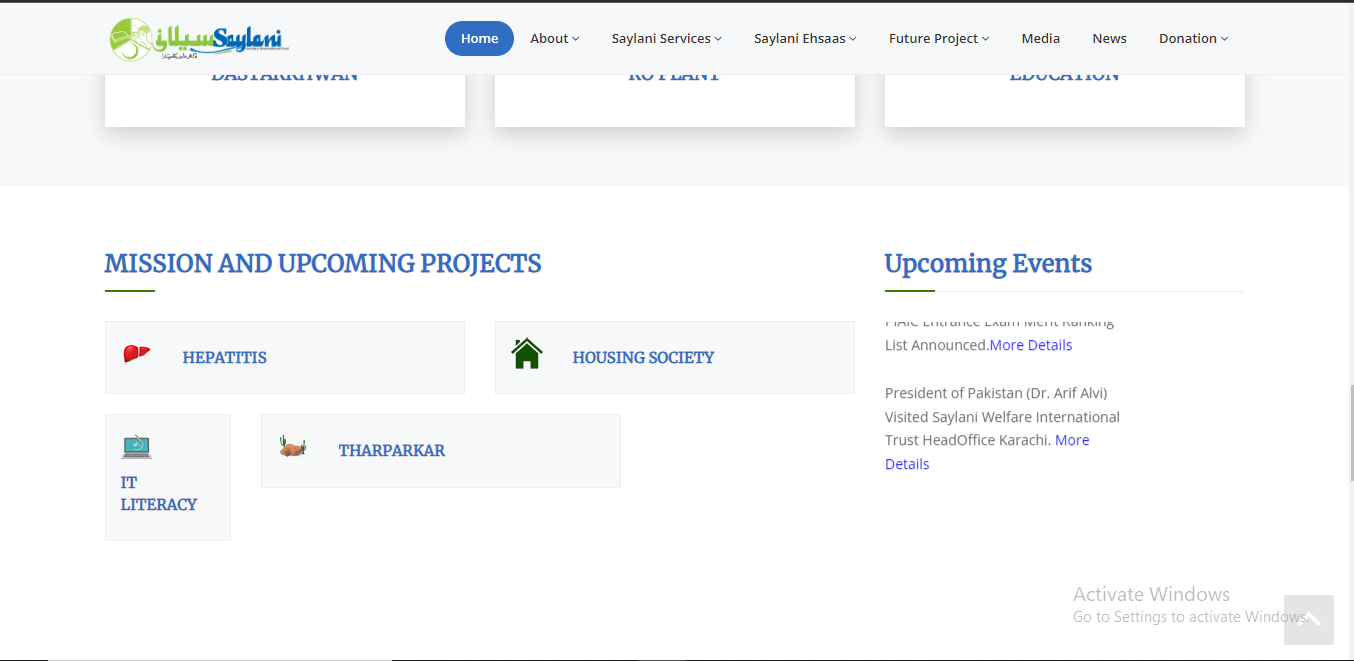 سیلانی Saylani
Home
About
Saylani Services
Saylani Ehsaas
Future Project
Media
News
Donation
DASTARKHWAN
RO PLANT
EDUCATION
MISSION AND UPCOMING PROJECTS
HEPATITIS
HOUSING SOCIETY
IT
LITERACY
THARPARKAR
Upcoming Events
PIAIC Entrance Exam Merit Ranking
List Announced.More Details
President of Pakistan (Dr. Arif Alvi)
Visited Saylani Welfare International
Trust HeadOffice Karachi. More
Details
Activate Windows
Go to Settings to activate Windows.